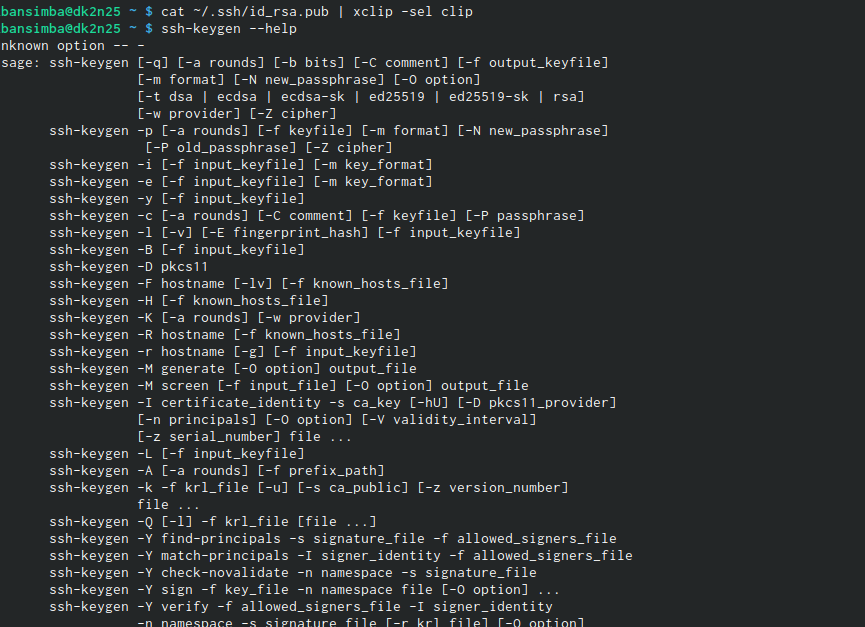 bansimba@dk2n25 ~ $ cat ~/.ssh/id_rsa.pub | xclip -sel clip
bansimba@dk2n25 ~ $ ssh-keygen --help
nknown option -- -
sage: ssh-keygen [-q] [-a rounds] [-b bits] [-C comment] [-f output_keyfile]
                 [-m format] [-N new_passphrase] [-O option]
                 [-t dsa | ecdsa | ecdsa-sk | ed25519 | ed25519-sk | rsa]
                 [-w provider] [-Z cipher]
      ssh-keygen -p [-a rounds] [-f keyfile] [-m format] [-N new_passphrase]
                  [-P old_passphrase] [-Z cipher]
      ssh-keygen -i [-f input_keyfile] [-m key_format]
      ssh-keygen -e [-f input_keyfile] [-m key_format]
      ssh-keygen -y [-f input_keyfile]
      ssh-keygen -c [-a rounds] [-C comment] [-f keyfile] [-P passphrase]
      ssh-keygen -l [-v] [-E fingerprint_hash] [-f input_keyfile]
      ssh-keygen -B [-f input_keyfile]
      ssh-keygen -D pkcs11
      ssh-keygen -F hostname [-lv] [-f known_hosts_file]
      ssh-keygen -H [-f known_hosts_file]
      ssh-keygen -K [-a rounds] [-w provider]
      ssh-keygen -R hostname [-f known_hosts_file]
      ssh-keygen -r hostname [-g] [-f input_keyfile]
      ssh-keygen -M generate [-O option] output_file
      ssh-keygen -M screen [-f input_file] [-O option] output_file
      ssh-keygen -I certificate_identity -s ca_key [-hU] [-D pkcs11_provider]
                 [-n principals] [-O option] [-V validity_interval]
                 [-z serial_number] file ...
      ssh-keygen -L [-f input_keyfile]
      ssh-keygen -A [-a rounds] [-f prefix_path]
      ssh-keygen -k -f krl_file [-u] [-s ca_public] [-z version_number]
                 file ...
      ssh-keygen -Q [-l] -f krl_file [file ...]
      ssh-keygen -Y find-principals -s signature_file -f allowed_signers_file
      ssh-keygen -Y match-principals -I signer_identity -f allowed_signers_file
      ssh-keygen -Y check-novalidate -n namespace -s signature_file
      ssh-keygen -Y sign -f key_file -n namespace file [-O option] ...
      ssh-keygen -Y verify -f allowed_signers_file -I signer_identity
                 -n namespace -s signature_file [-r krl_file] [-O option]